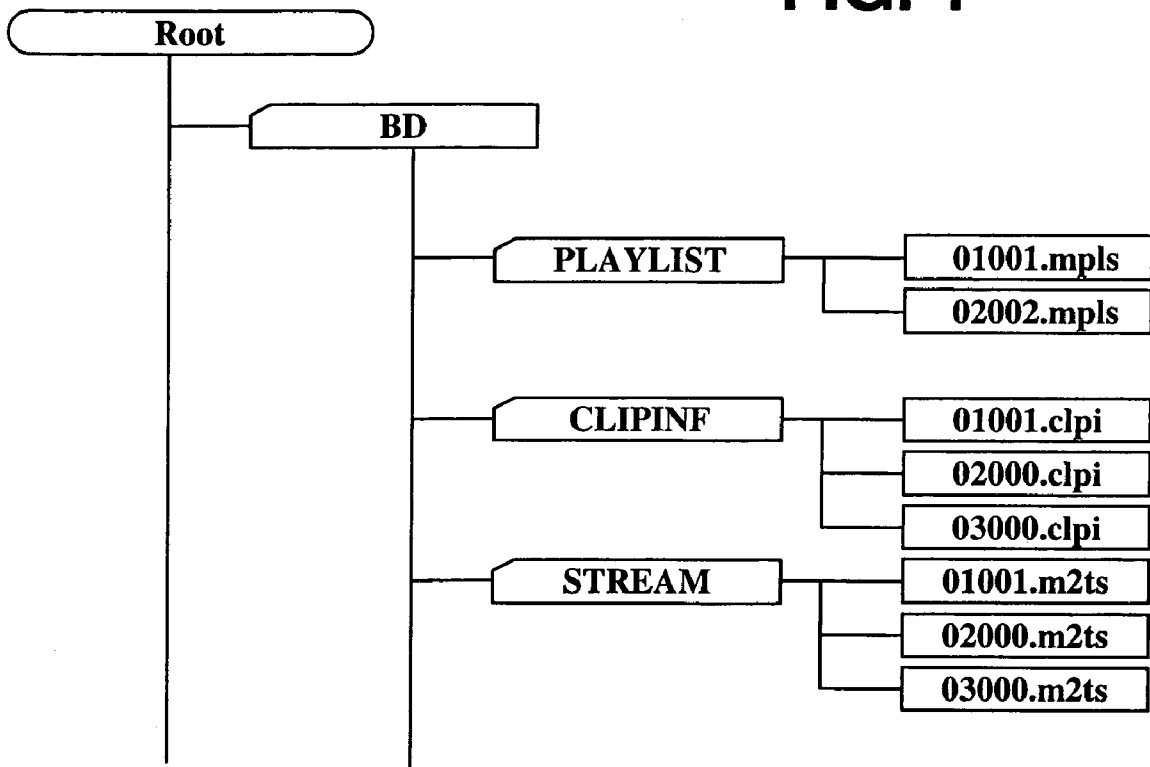 Root
BD
PLAYLIST
01001.mpls
02002.mpls
CLIPINF
01001.clpi
02000.clpi
03000.clpi
STREAM
01001.m2ts
02000.m2ts
03000.m2ts